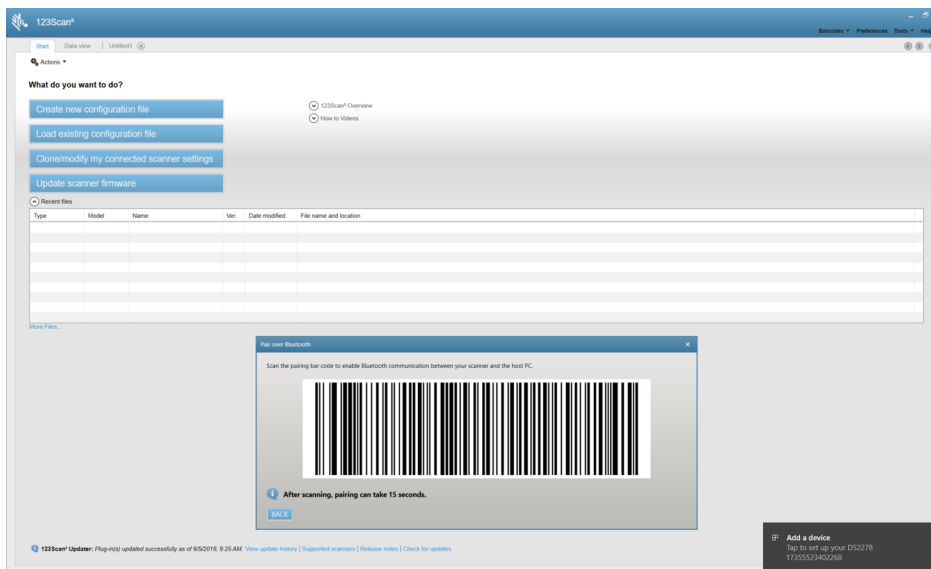 123Scan²
Barcodes Preferences Tools Help
Start Data view Untitled1
Actions
What do you want to do?
Create new configuration file
123Scan² Overview
How to Videos
Load existing configuration file
Clone/modify my connected scanner settings
Update scanner firmware
Recent files
Type Model Name Ver. Date modified File name and location
More Files...
Pair over Bluetooth
Scan the pairing bar code to enable Bluetooth communication between your scanner and the host PC.
After scanning, pairing can take 15 seconds.
BACK
Add a device
Tap to set up your DS2278
17355523402268
123Scan² Updater: Plug-in(s) updated successfully as of 6/5/2018, 9:25 AM View update history | Supported scanners | Release notes | Check for updates